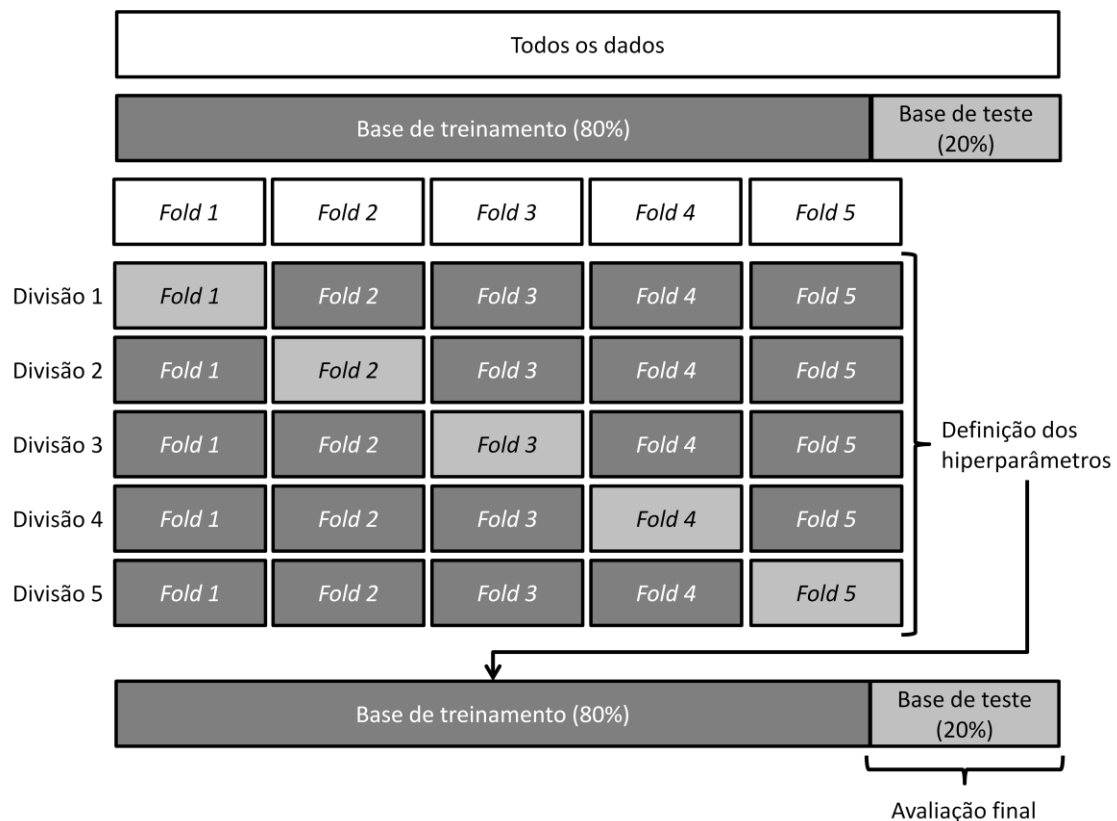 Todos os dados
Base de treinamento (80%)
Base de teste
(20%)
Fold 1
Fold 2
Fold 3
Fold 4
Fold 5
Divisão 1
Fold 1
Fold 2
Fold 3
Fold 4
Fold 5
Divisão 2
Fold 1
Fold 2
Fold 3
Fold 4
Fold 5
Divisão 3
Fold 1
Fold 2
Fold 3
Fold 4
Fold 5
Divisão 4
Fold 1
Fold 2
Fold 3
Fold 4
Fold 5
Divisão 5
Fold 1
Fold 2
Fold 3
Fold 4
Fold 5
Definição dos
hiperparâmetros
Base de treinamento (80%)
Base de teste
(20%)
Avaliação final